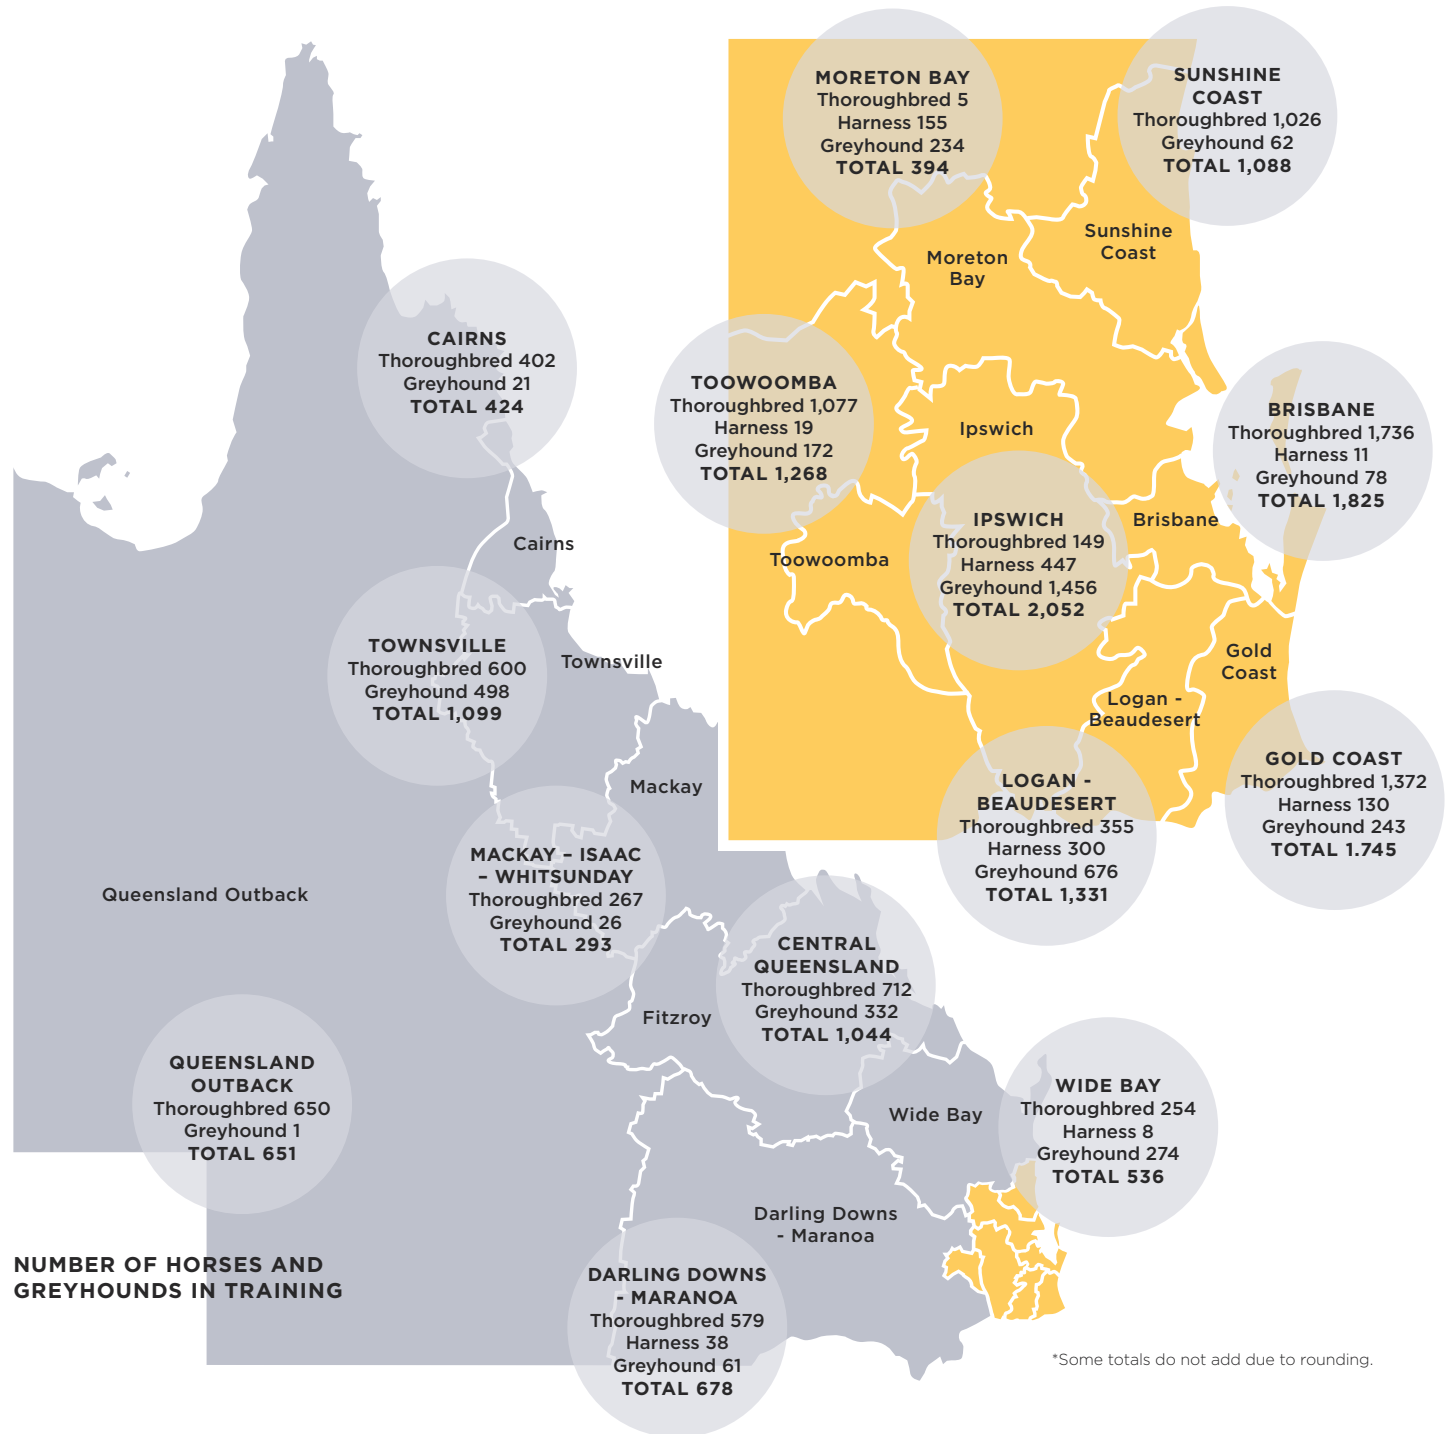 MORETON BAY
Thoroughbred 5
Harness 155
Greyhound 234
TOTAL 394
SUNSHINE
COAST
Thoroughbred 1,026
Greyhound 62
TOTAL 1,088
Sunshine
Coast
Moreton
Bay
CAIRNS
Thoroughbred 402
Greyhound 21
TOTAL 424
TOOWOOMBA
Thoroughbred 1,077
Harness 19
Greyhound 172
TOTAL 1,268
Ipswich
BRISBANE
Thoroughbred 1,736
Harness 11
Greyhound 78
TOTAL 1,825
IPSWICH
Thoroughbred 149
Harness 447
Greyhound 1,456
TOTAL 2,052
Brisbane
Cairns
Toowoomba
TOWNSVILLE
Thoroughbred 600
Greyhound 498
TOTAL 1,099
Townsville
Gold
Coast
Logan -
Beaudesert
GOLD COAST
Thoroughbred 1,372
Harness 130
Greyhound 243
TOTAL 1.745
LOGAN -
BEAUDESERT
Thoroughbred 355
Harness 300
Greyhound 676
TOTAL 1,331
Mackay
MACKAY – ISAAC
– WHITSUNDAY
Thoroughbred 267
Greyhound 26
TOTAL 293
Queensland Outback
CENTRAL
QUEENSLAND
Thoroughbred 712
Greyhound 332
TOTAL 1,044
Fitzroy
QUEENSLAND
OUTBACK
Thoroughbred 650
Greyhound 1
TOTAL 651
Wide Bay
WIDE BAY
Thoroughbred 254
Harness 8
Greyhound 274
TOTAL 536
Darling Downs
- Maranoa
NUMBER OF HORSES AND
GREYHOUNDS IN TRAINING
DARLING DOWNS
- MARANOA
Thoroughbred 579
Harness 38
Greyhound 61
TOTAL 678
*Some totals do not add due to rounding.